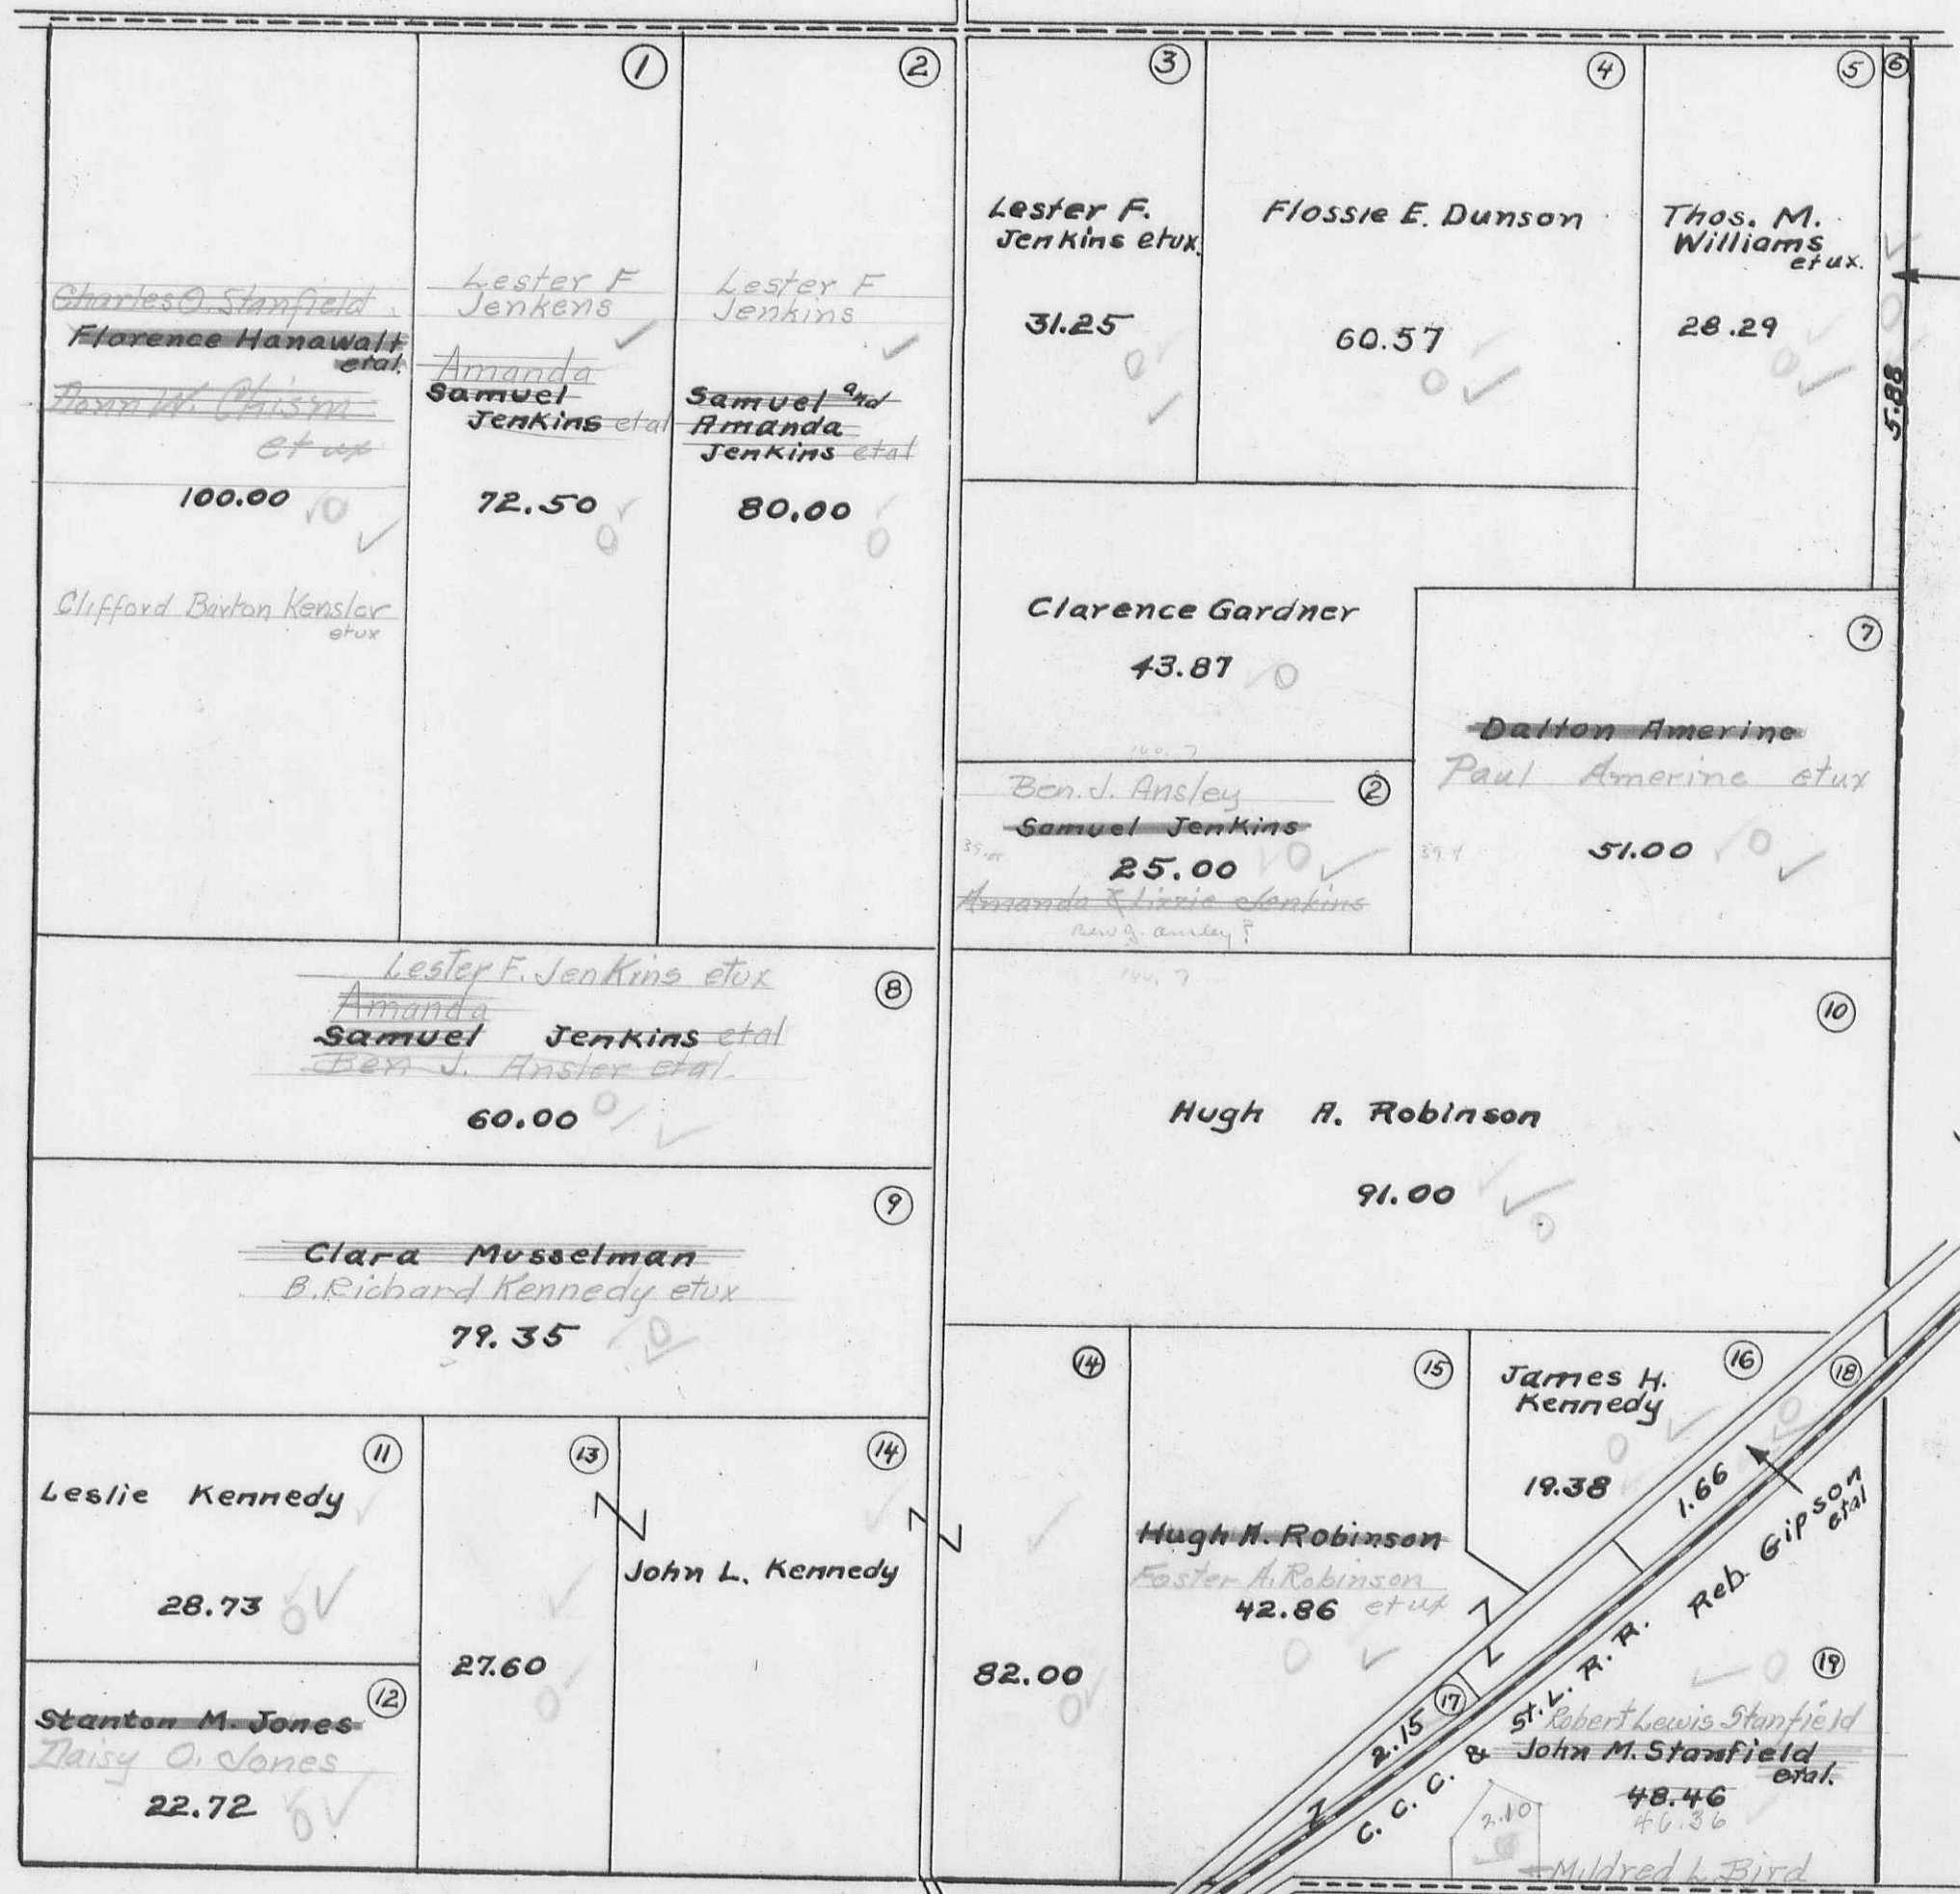 1
2
3
4
5
6
Charles O. Stanfield
Florence Hanawalt
etal.
Chism
et ux
100.00
Clifford Barton Kensler
etux
Lester F
Jenkens
Amanda
Samuel
Jenkins etal
72.50
Lester F
Jenkins
Samuel and
Amanda
Jenkins etal
80.00
Lester F.
Jenkins etux.
31.25
Flossie E. Dunson
60.57
Thos. M.
Williams
etux.
28.29
5.88
Clarence Gardner
43.87
7
Dalton Amerine
Paul Amerine etux
51.00
2
Ben. J. Ansley
Samuel Jenkins
25.00
Amanda & Lizzie Jenkins
8
Lester F. Jenkins etux
Amanda
Samuel Jenkins etal
Ben J. Ansler etal.
60.00
9
Clara Musselman
B. Richard Kennedy etux
79.35
10
Hugh A. Robinson
91.00
11
Leslie Kennedy
28.73
12
Stanton M. Jones
Daisy O. Jones
22.72
13
27.60
14
John L. Kennedy
14
82.00
15
Hugh A. Robinson
Foster A. Robinson
42.86 etux
16
James H.
Kennedy
19.38
18
1.66
Reb. Gipson
etal
17
2.15
C. C. C. & St. L. R. R.
19
Robert Lewis Stanfield
John M. Stanfield
etal.
48.46
46.36
2.10
Mildred L. Bird